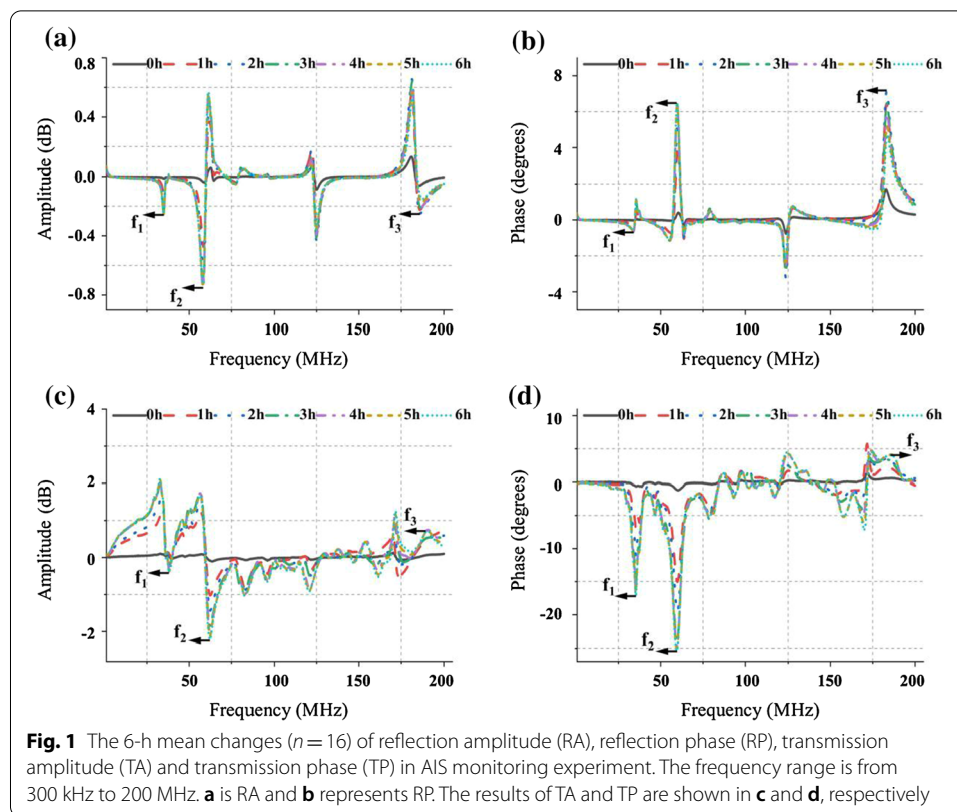 (a)
0h 1h 2h 3h 4h 5h 6h
0.8
0.4
0.0
-0.4
-0.8
Amplitude (dB)
f1
f2
f3
50 100 150 200
Frequency (MHz)
(b)
0h 1h 2h 3h 4h 5h 6h
8
4
0
-4
-8
Phase (degrees)
f1
f2
f3
50 100 150 200
Frequency (MHz)
(c)
0h 1h 2h 3h 4h 5h 6h
4
2
0
-2
Amplitude (dB)
f1
f2
f3
50 100 150 200
Frequency (MHz)
(d)
0h 1h 2h 3h 4h 5h 6h
10
0
-10
-20
Phase (degrees)
f1
f2
f3
50 100 150 200
Frequency (MHz)
Fig. 1 The 6-h mean changes (n = 16) of reflection amplitude (RA), reflection phase (RP), transmission
amplitude (TA) and transmission phase (TP) in AIS monitoring experiment. The frequency range is from
300 kHz to 200 MHz. a is RA and b represents RP. The results of TA and TP are shown in c and d, respectively